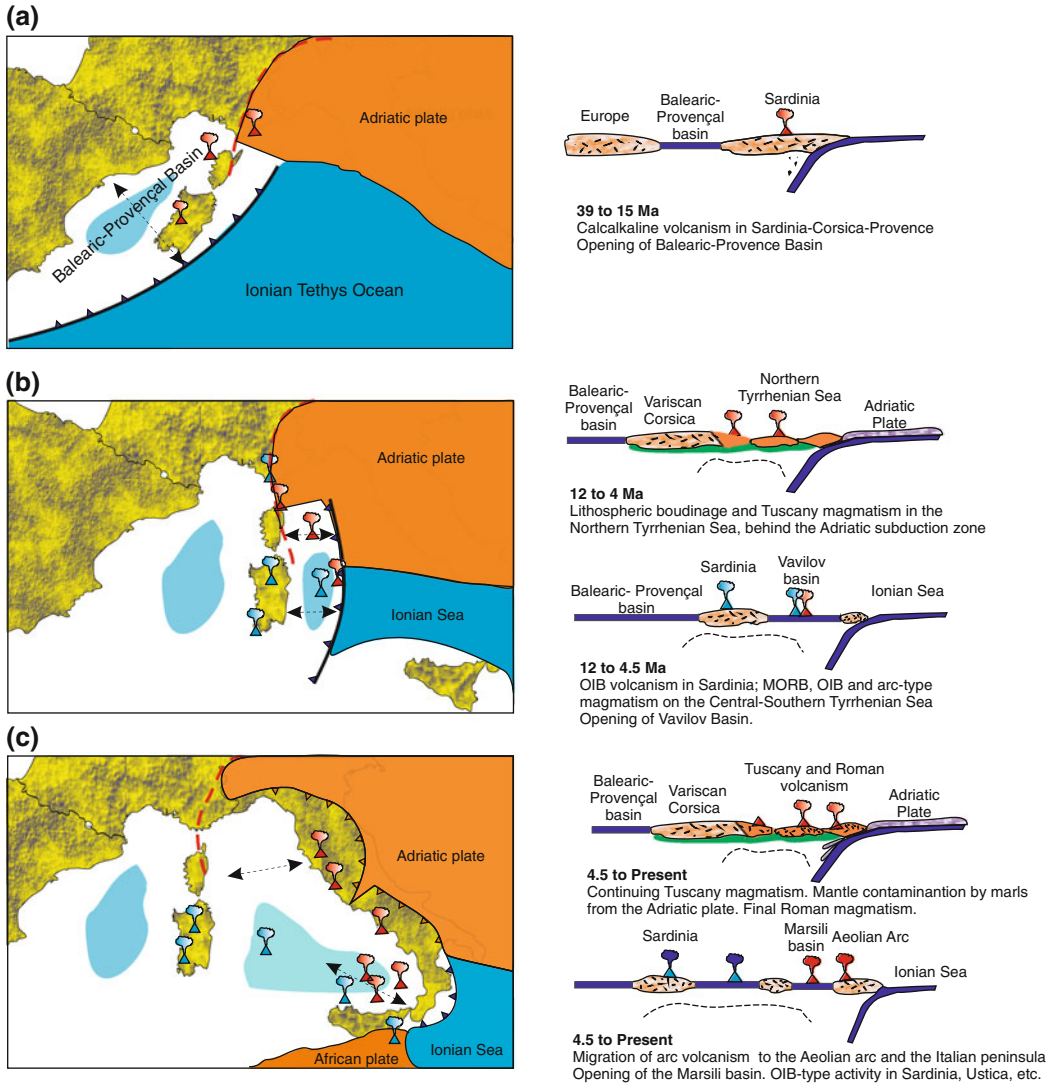 (a)
Adriatic plate
Balearic-Provençal Basin
Ionian Tethys Ocean
Europe
Balearic-
Provençal
basin
Sardinia
39 to 15 Ma
Calcalkaline volcanism in Sardinia-Corsica-Provence
Opening of Balearic-Provence Basin
(b)
Adriatic plate
Ionian Sea
Balearic-
Provençal
basin
Variscan
Corsica
Northern
Tyrrhenian Sea
Adriatic
Plate
12 to 4 Ma
Lithospheric boudinage and Tuscany magmatism in the
Northern Tyrrhenian Sea, behind the Adriatic subduction zone
Balearic- Provençal
basin
Sardinia
Vavilov
basin
Ionian Sea
12 to 4.5 Ma
OIB volcanism in Sardinia; MORB, OIB and arc-type
magmatism on the Central-Southern Tyrrhenian Sea
Opening of Vavilov Basin.
(c)
Adriatic plate
African plate
Ionian Sea
Balearic-
Provençal
basin
Variscan
Corsica
Tuscany and Roman
volcanism
Adriatic
Plate
4.5 to Present
Continuing Tuscany magmatism. Mantle contaminantion by marls
from the Adriatic plate. Final Roman magmatism.
Sardinia
Marsili
basin
Aeolian Arc
Ionian Sea
4.5 to Present
Migration of arc volcanism to the Aeolian arc and the Italian peninsula
Opening of the Marsili basin. OIB-type activity in Sardinia, Ustica, etc.